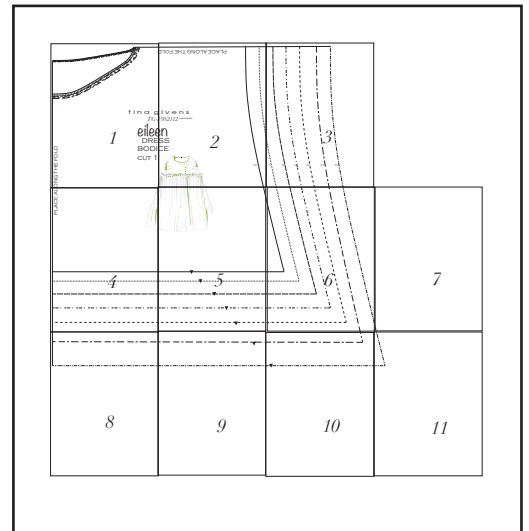 PLACE ALONG THE FOLD
tina givens
eileen
DRESS
BODICE
CUT 1
1
2
3
PLACE ALONG THE FOLD
4
5
6
7
8
9
10
11